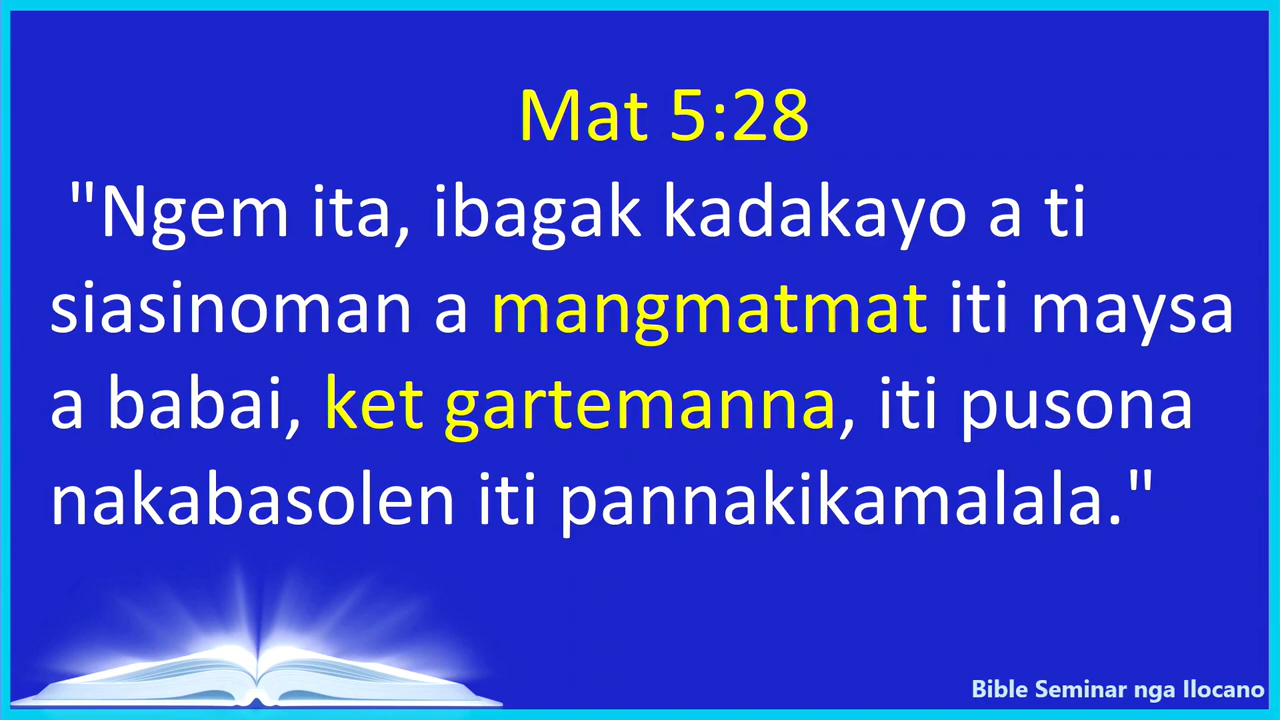 Mat 5:28
"Ngem ita, ibagak kadakayo a ti
siasinoman a mangmatmat iti maysa
a babai, ket gartemanna, iti pusona
nakabasolen iti pannakikamalala."
Bible Seminar nga Ilocano